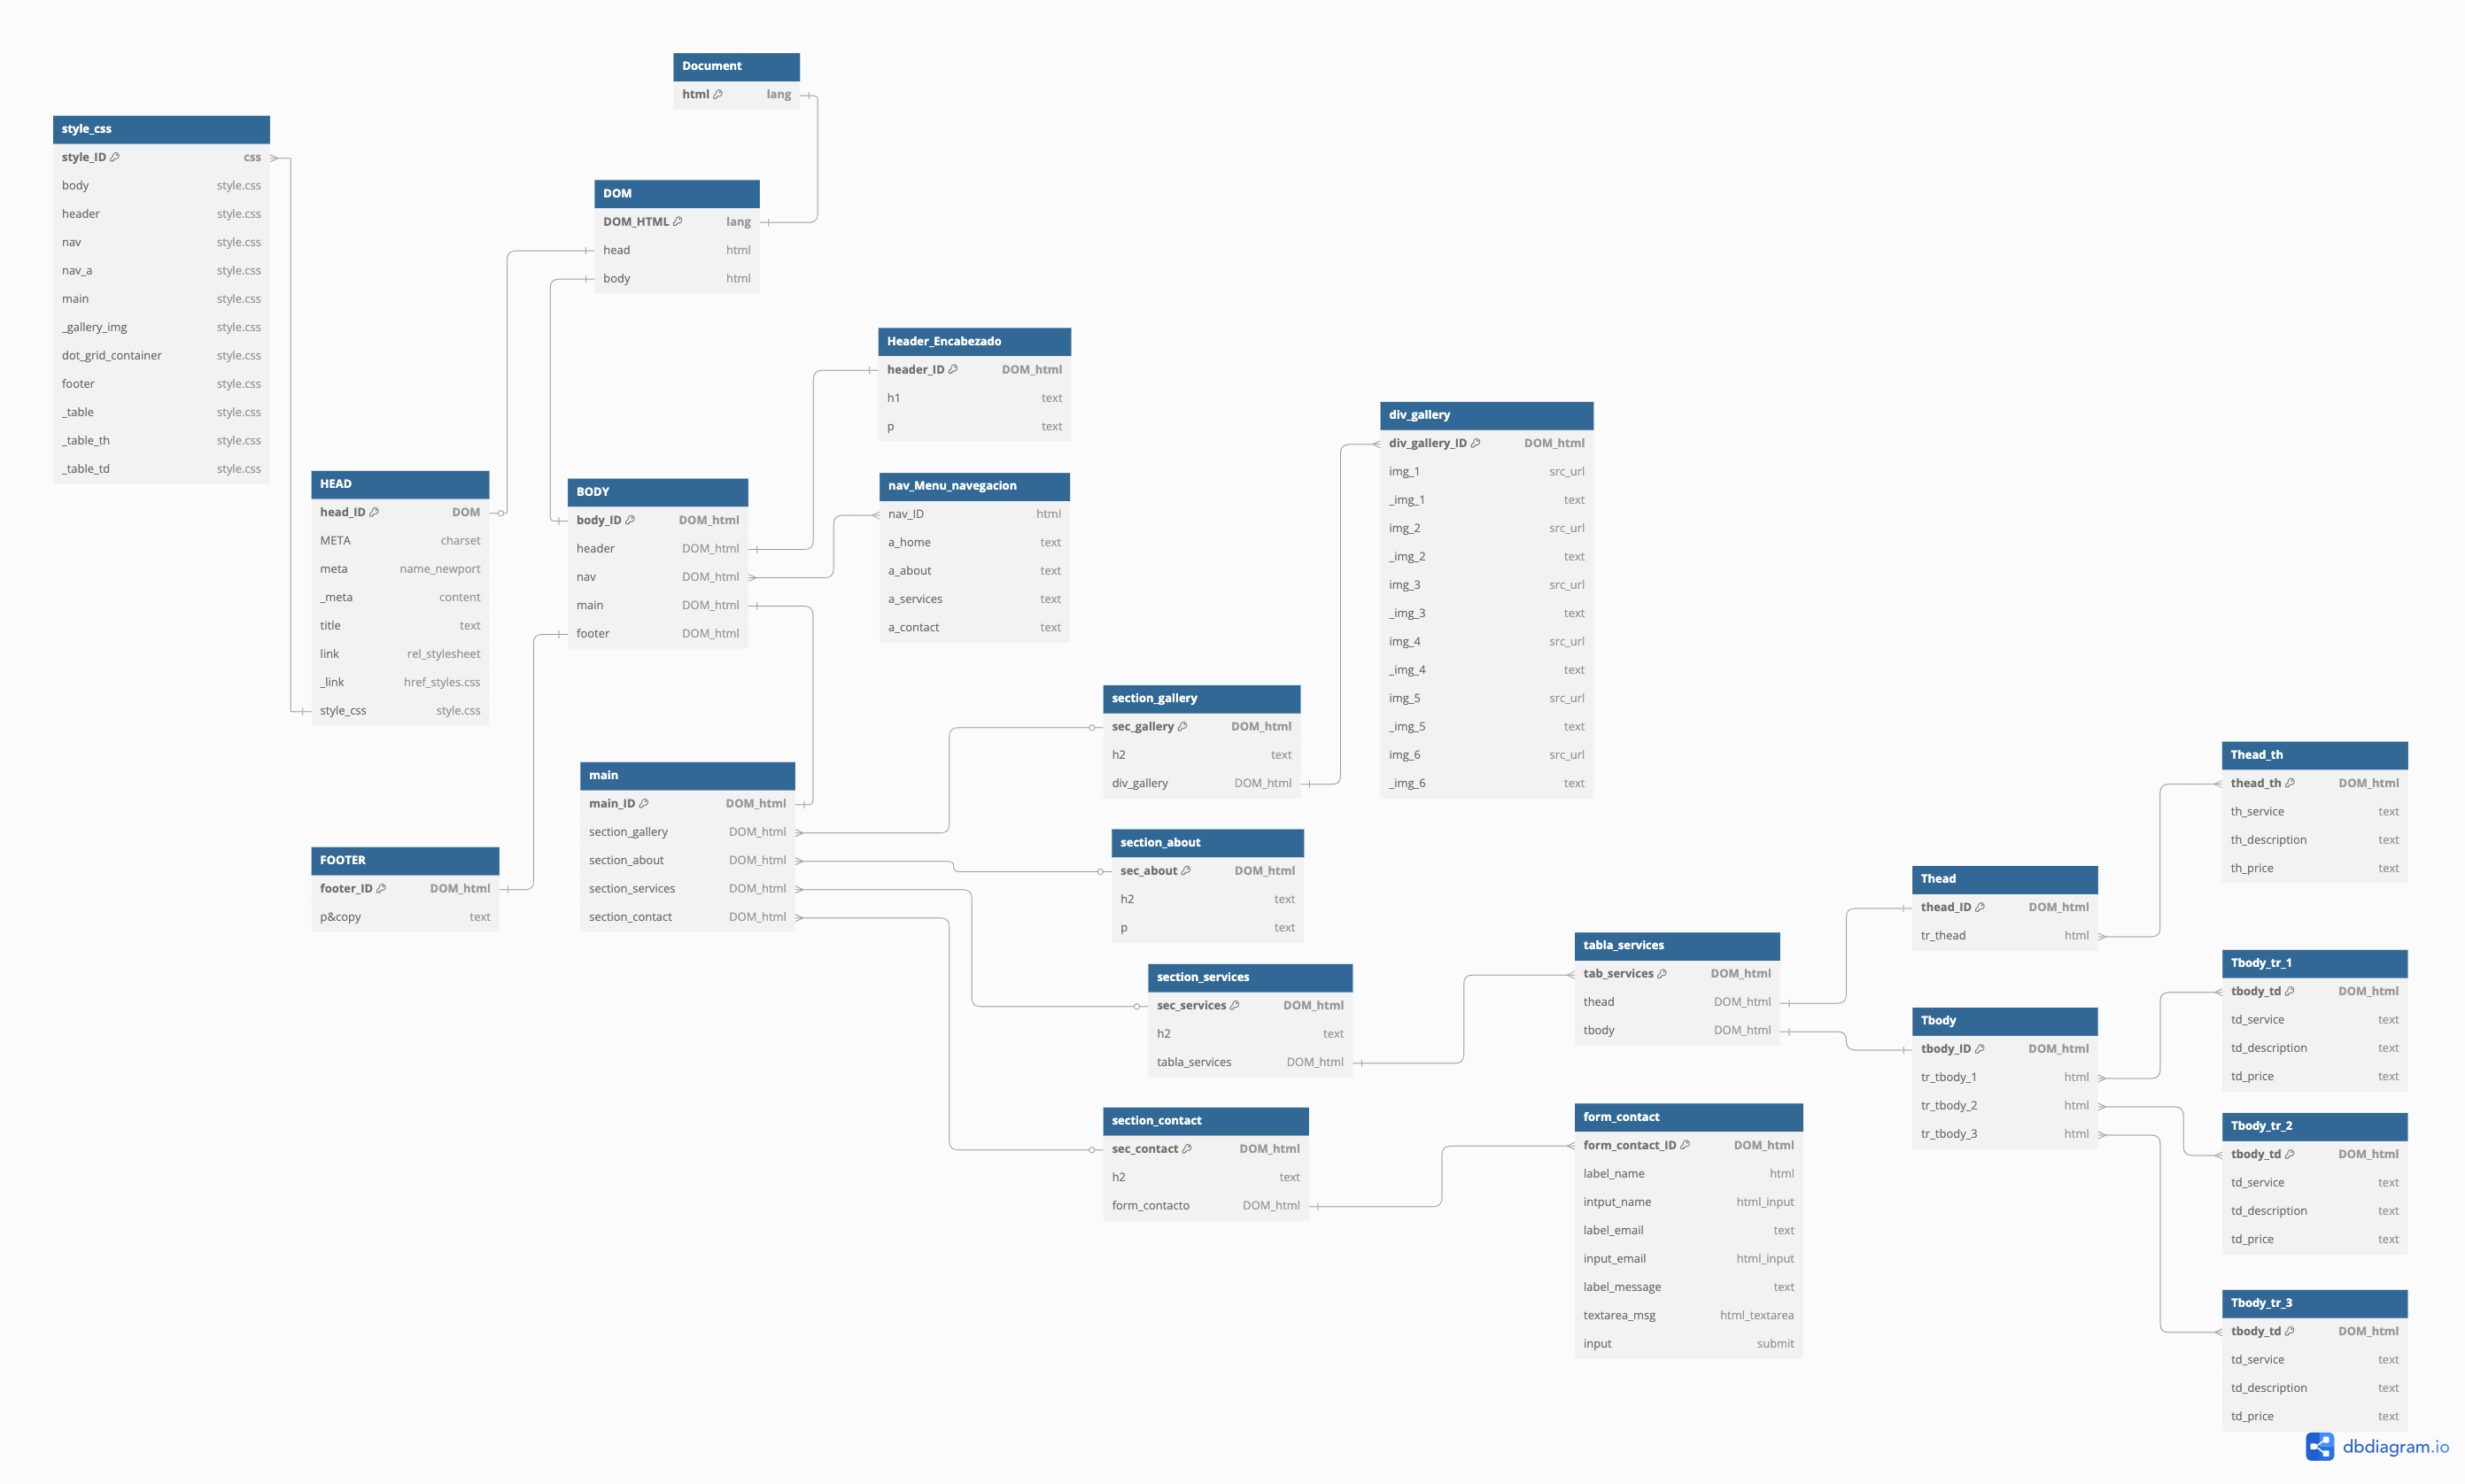 Document
html lang
style_css
style_ID css
body style.css
header style.css
nav style.css
nav_a style.css
main style.css
_gallery_img style.css
dot_grid_container style.css
footer style.css
_table style.css
_table_th style.css
_table_td style.css
DOM
DOM_HTML lang
head html
body html
Header_Encabezado
header_ID DOM_html
h1 text
p text
HEAD
head_ID DOM
META charset
meta name_newport
_meta content
title text
link rel_stylesheet
_link href_styles.css
style_css style.css
BODY
body_ID DOM_html
header DOM_html
nav DOM_html
main DOM_html
footer DOM_html
nav_Menu_navegacion
nav_ID html
a_home text
a_about text
a_services text
a_contact text
div_gallery
div_gallery_ID DOM_html
img_1 src_url
_img_1 text
img_2 src_url
_img_2 text
img_3 src_url
_img_3 text
img_4 src_url
_img_4 text
img_5 src_url
_img_5 text
img_6 src_url
_img_6 text
section_gallery
sec_gallery DOM_html
h2 text
div_gallery DOM_html
main
main_ID DOM_html
section_gallery DOM_html
section_about DOM_html
section_services DOM_html
section_contact DOM_html
FOOTER
footer_ID DOM_html
p&copy text
section_about
sec_about DOM_html
h2 text
p text
section_services
sec_services DOM_html
h2 text
tabla_services DOM_html
section_contact
sec_contact DOM_html
h2 text
form_contacto DOM_html
tabla_services
tab_services DOM_html
thead DOM_html
tbody DOM_html
form_contact
form_contact_ID DOM_html
label_name html
intput_name html_input
label_email text
input_email html_input
label_message text
textarea_msg html_textarea
input submit
Thead
thead_ID DOM_html
tr_thead html
Tbody
tbody_ID DOM_html
tr_tbody_1 html
tr_tbody_2 html
tr_tbody_3 html
Thead_th
thead_th DOM_html
th_service text
th_description text
th_price text
Tbody_tr_1
tbody_td DOM_html
td_service text
td_description text
td_price text
Tbody_tr_2
tbody_td DOM_html
td_service text
td_description text
td_price text
Tbody_tr_3
tbody_td DOM_html
td_service text
td_description text
td_price text
dbdiagram.io